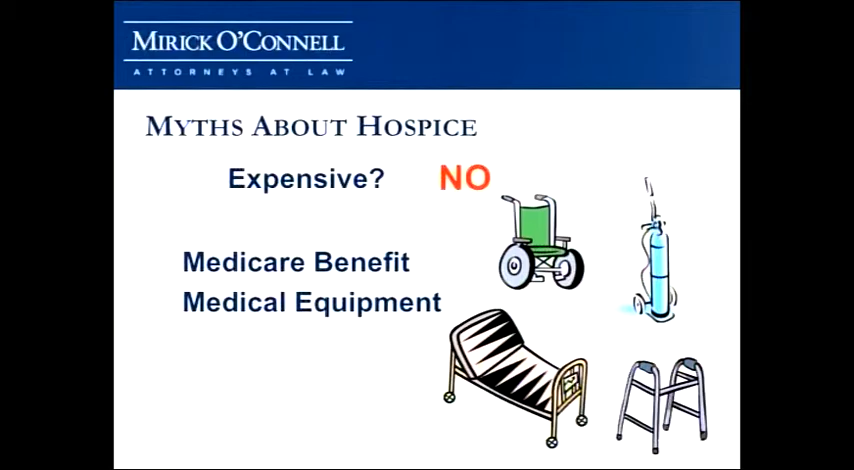 MIRICK O'CONNELL
ATTORNEYS AT LAW
MYTHS ABOUT HOSPICE
Expensive? NO
Medicare Benefit
Medical Equipment